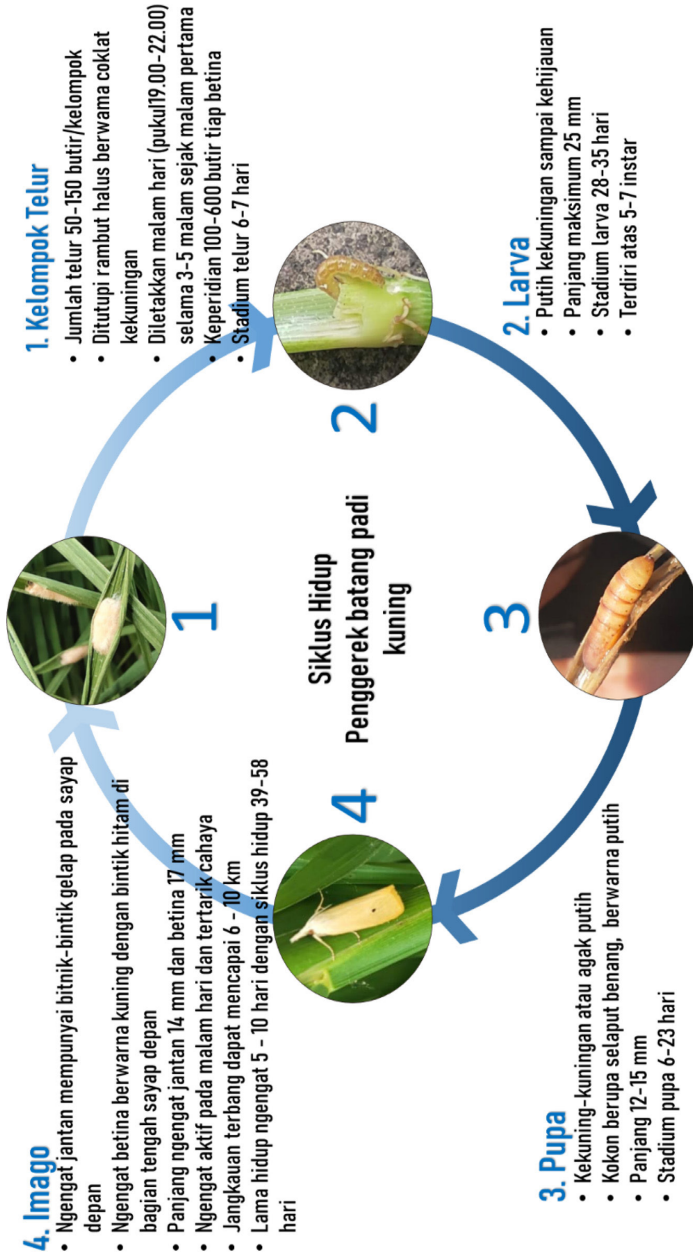 1. Kelompok Telur
• Jumlah telur 50-150 butir/kelompok
• Ditutupi rambut halus berwarna coklat
kekuningan
• Diletakkan malam hari (pukul19.00-22.00)
selama 3-5 malam sejak malam pertama
• Keperidian 100-600 butir tiap betina
• Stadium telur 6-7 hari
2. Larva
• Putih kekuningan sampai kehijauan
• Panjang maksimum 25 mm
• Stadium larva 28-35 hari
• Terdiri atas 5-7 instar
3. Pupa
• Kekuning-kuningan atau agak putih
• Kokon berupa selaput benang, berwarna putih
• Panjang 12-15 mm
• Stadium pupa 6-23 hari
4. Imago
• Ngengat jantan mempunyai bitnik-bintik gelap pada sayap
depan
• Ngengat betina berwarna kuning dengan bintik hitam di
bagian tengah sayap depan
• Panjang ngengat jantan 14 mm dan betina 17 mm
• Ngengat aktif pada malam hari dan tertarik cahaya
• Jangkauan terbang dapat mencapai 6 - 10 km
• Lama hidup ngengat 5 - 10 hari dengan siklus hidup 39-58
hari
1
2
3
4
Siklus Hidup
Penggerek batang padi
kuning